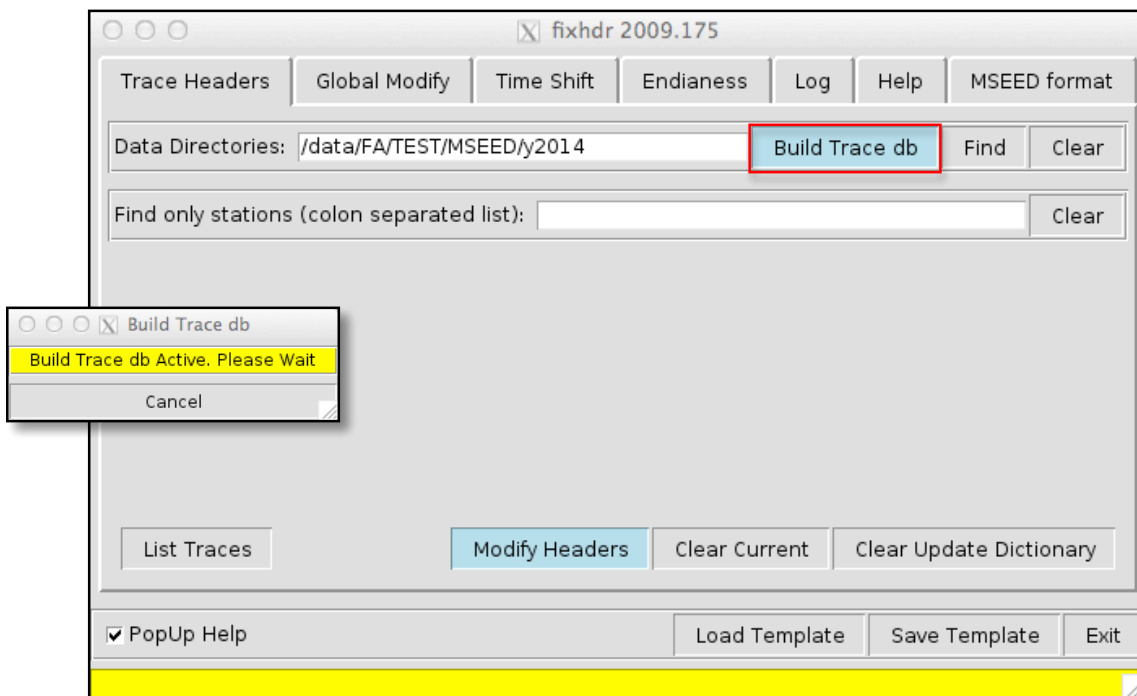 fixhdr 2009.175
Trace Headers Global Modify Time Shift Endianess Log Help MSEED format
Data Directories: /data/FA/TEST/MSEED/y2014 Build Trace db Find Clear
Find only stations (colon separated list): Clear
Build Trace db
Build Trace db Active. Please Wait
Cancel
List Traces Modify Headers Clear Current Clear Update Dictionary
PopUp Help Load Template Save Template Exit